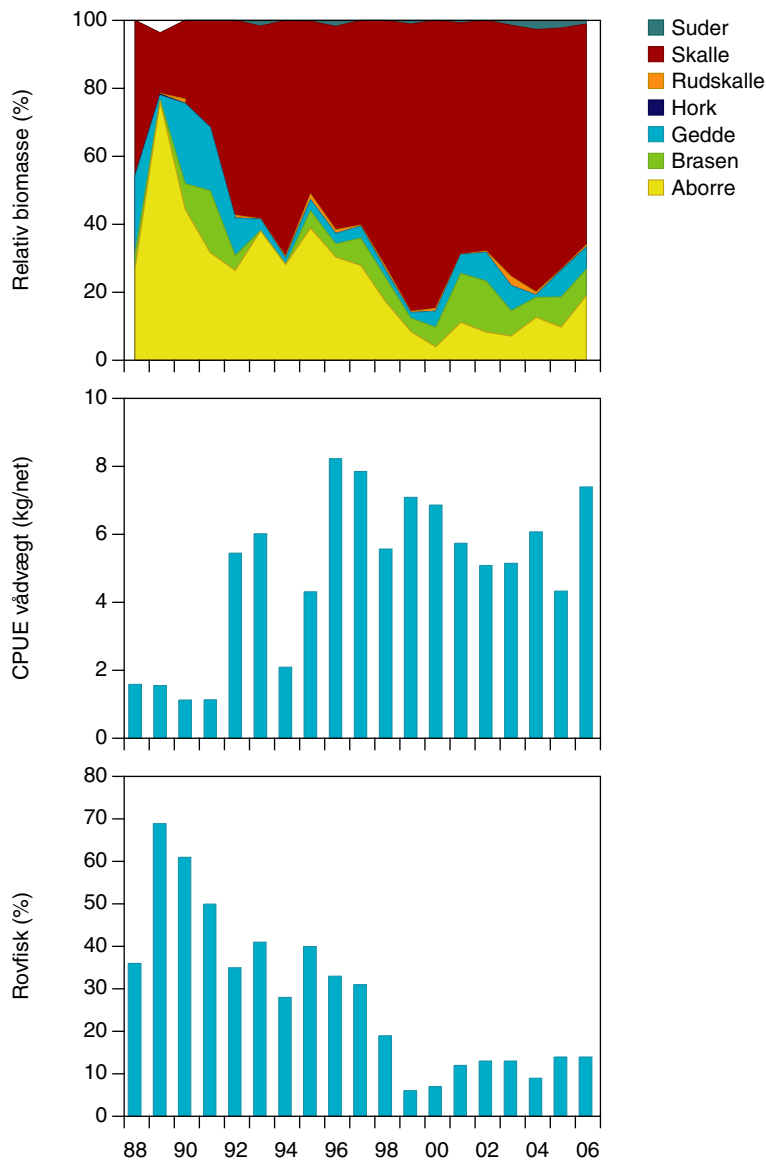 Relativ biomasse (%)
100
80
60
40
20
0
Suder
Skalle
Rudskalle
Hork
Gedde
Brasen
Aborre
CPUE vådvægt (kg/net)
10
8
6
4
2
0
Rovfisk (%)
80
70
60
50
40
30
20
10
0
88 90 92 94 96 98 00 02 04 06